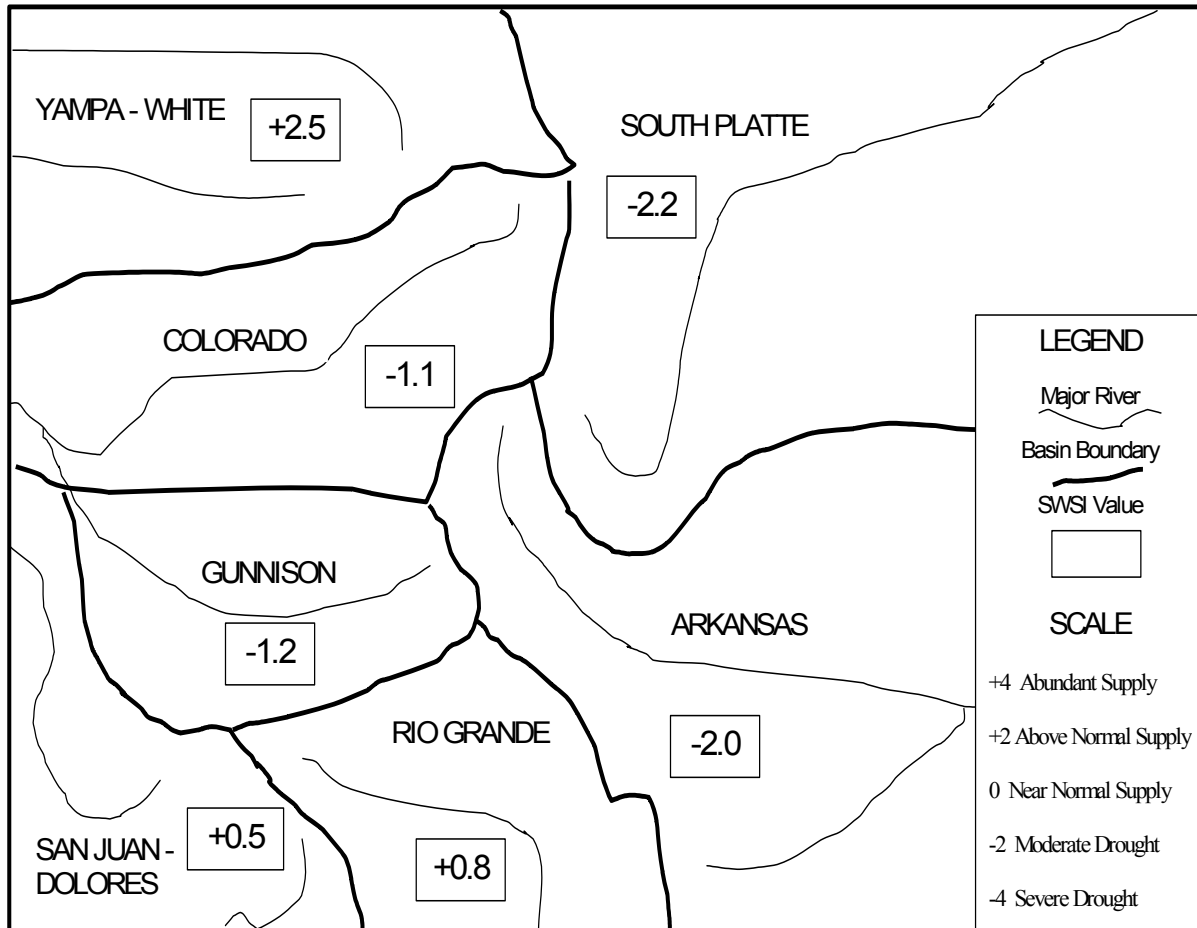 YAMPA - WHITE
+2.5
SOUTH PLATTE
-2.2
COLORADO
-1.1
GUNNISON
-1.2
ARKANSAS
-2.0
RIO GRANDE
+0.8
SAN JUAN -
DOLORES
+0.5
LEGEND
Major River
Basin Boundary
SWSI Value
SCALE
+4 Abundant Supply
+2 Above Normal Supply
0 Near Normal Supply
-2 Moderate Drought
-4 Severe Drought